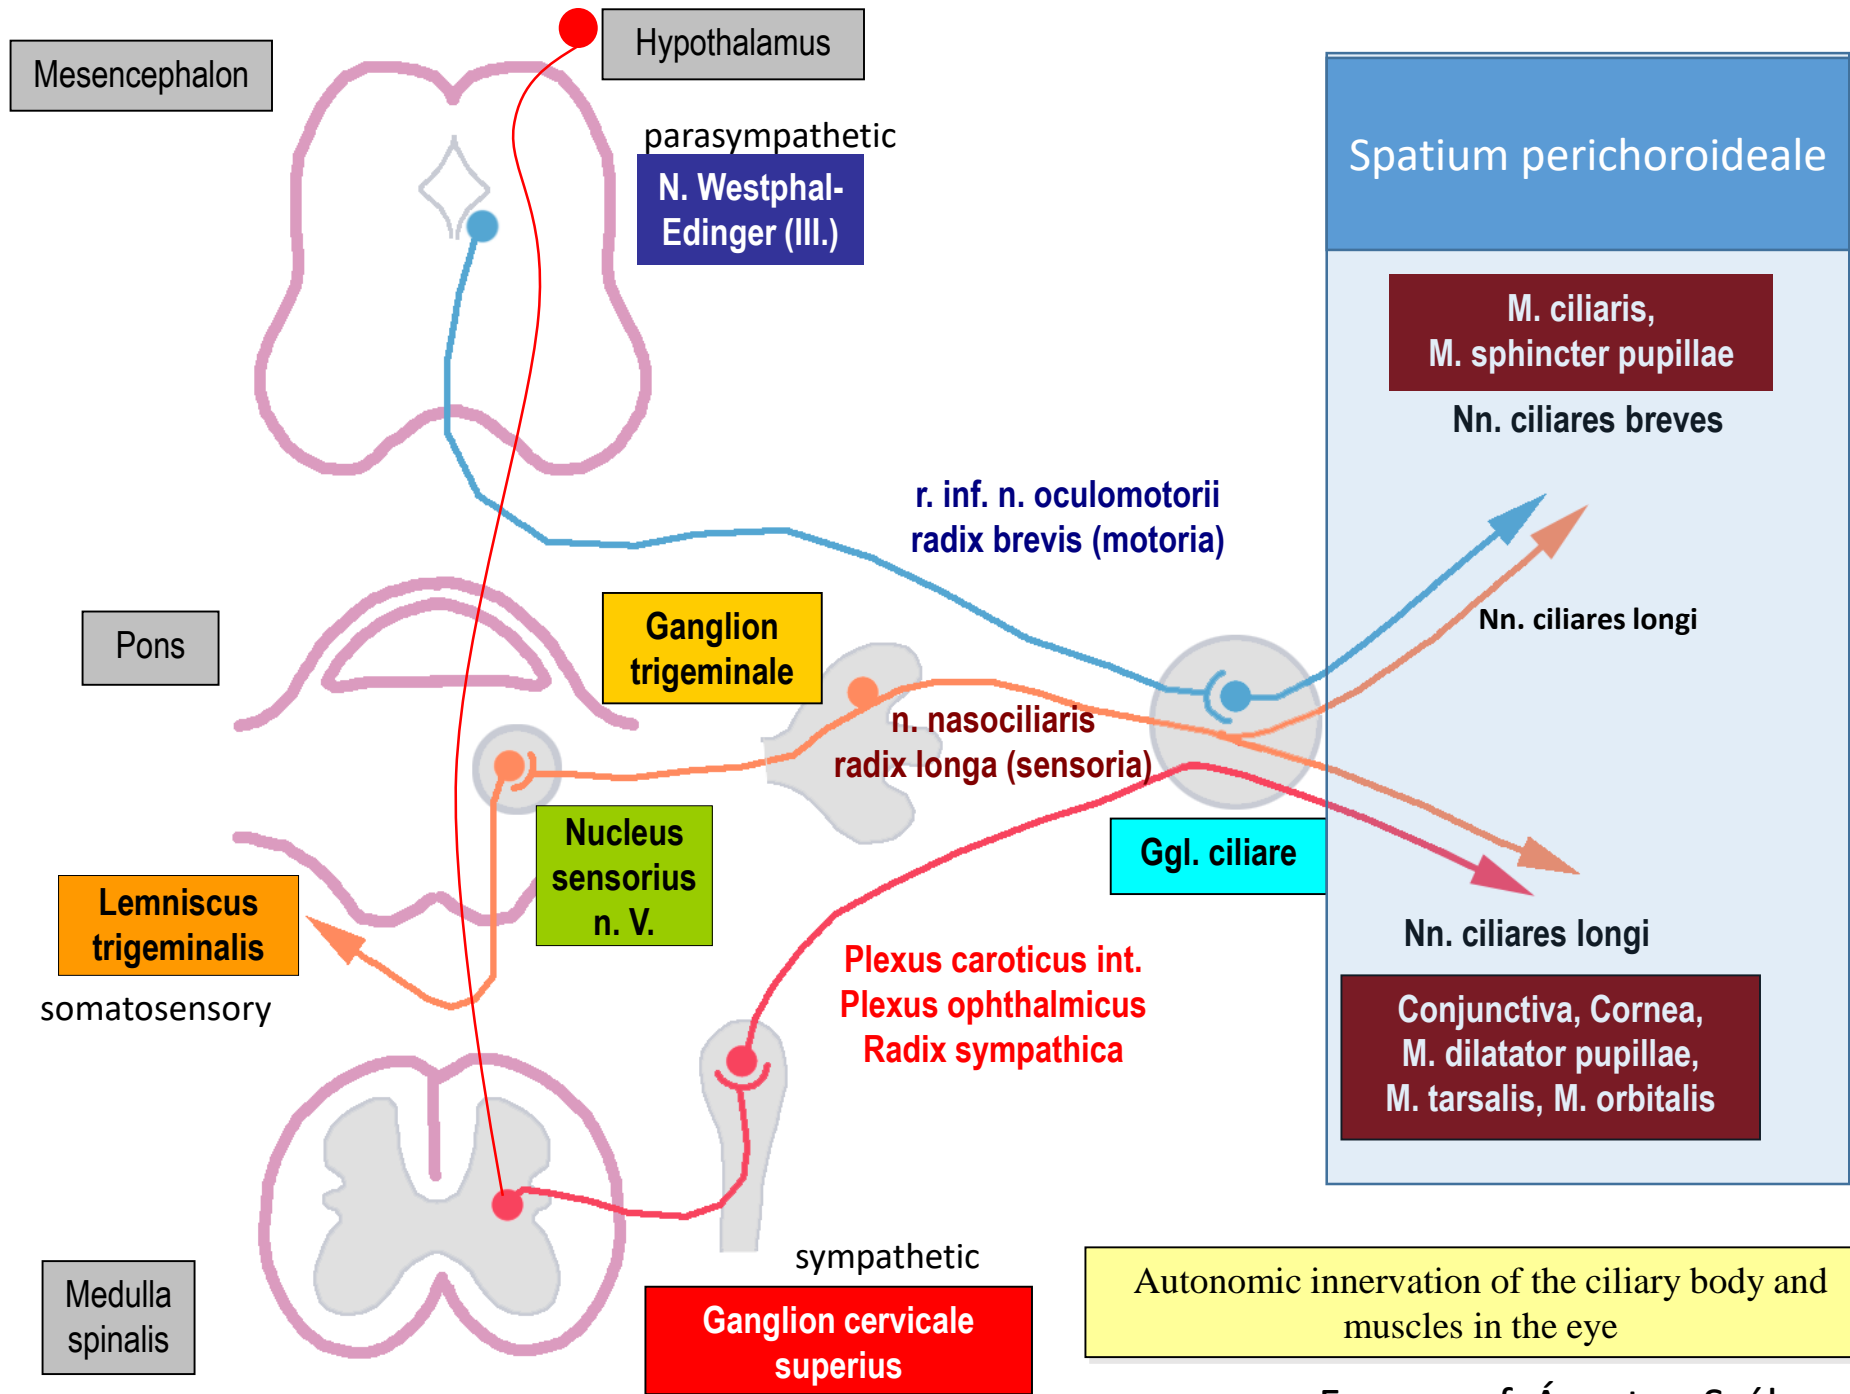 Hypothalamus
Mesencephalon
parasympathetic
N. Westphal-
Edinger (III.)
Spatium perichoroideale
M. ciliaris,
M. sphincter pupillae
Nn. ciliares breves
r. inf. n. oculomotorii
radix brevis (motoria)
Nn. ciliares longi
Pons
Ganglion
trigeminale
n. nasociliaris
radix longa (sensoria)
Nucleus
sensorius
n. V.
Ggl. ciliare
Lemniscus
trigeminalis
somatosensory
Nn. ciliares longi
Plexus caroticus int.
Plexus ophthalmicus
Radix sympathica
Conjunctiva, Cornea,
M. dilatator pupillae,
M. tarsalis, M. orbitalis
sympathetic
Medulla
spinalis
Ganglion cervicale
superius
Autonomic innervation of the ciliary body and
muscles in the eye